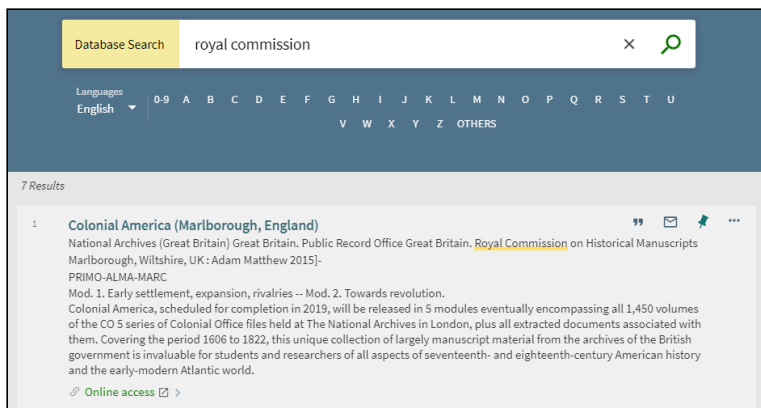 Database Search royal commission
Languages
English 0-9 A B C D E F G H I J K L M N O P Q R S T U
V W X Y Z OTHERS
7 Results
1 Colonial America (Marlborough, England)
National Archives (Great Britain) Great Britain. Public Record Office Great Britain. Royal Commission on Historical Manuscripts
Marlborough, Wiltshire, UK : Adam Matthew 2015]-
PRIMO-ALMA-MARC
Mod. 1. Early settlement, expansion, rivalries -- Mod. 2. Towards revolution.
Colonial America, scheduled for completion in 2019, will be released in 5 modules eventually encompassing all 1,450 volumes
of the CO 5 series of Colonial Office files held at The National Archives in London, plus all extracted documents associated with
them. Covering the period 1606 to 1822, this unique collection of largely manuscript material from the archives of the British
government is invaluable for students and researchers of all aspects of seventeenth- and eighteenth-century American history
and the early-modern Atlantic world.
Online access